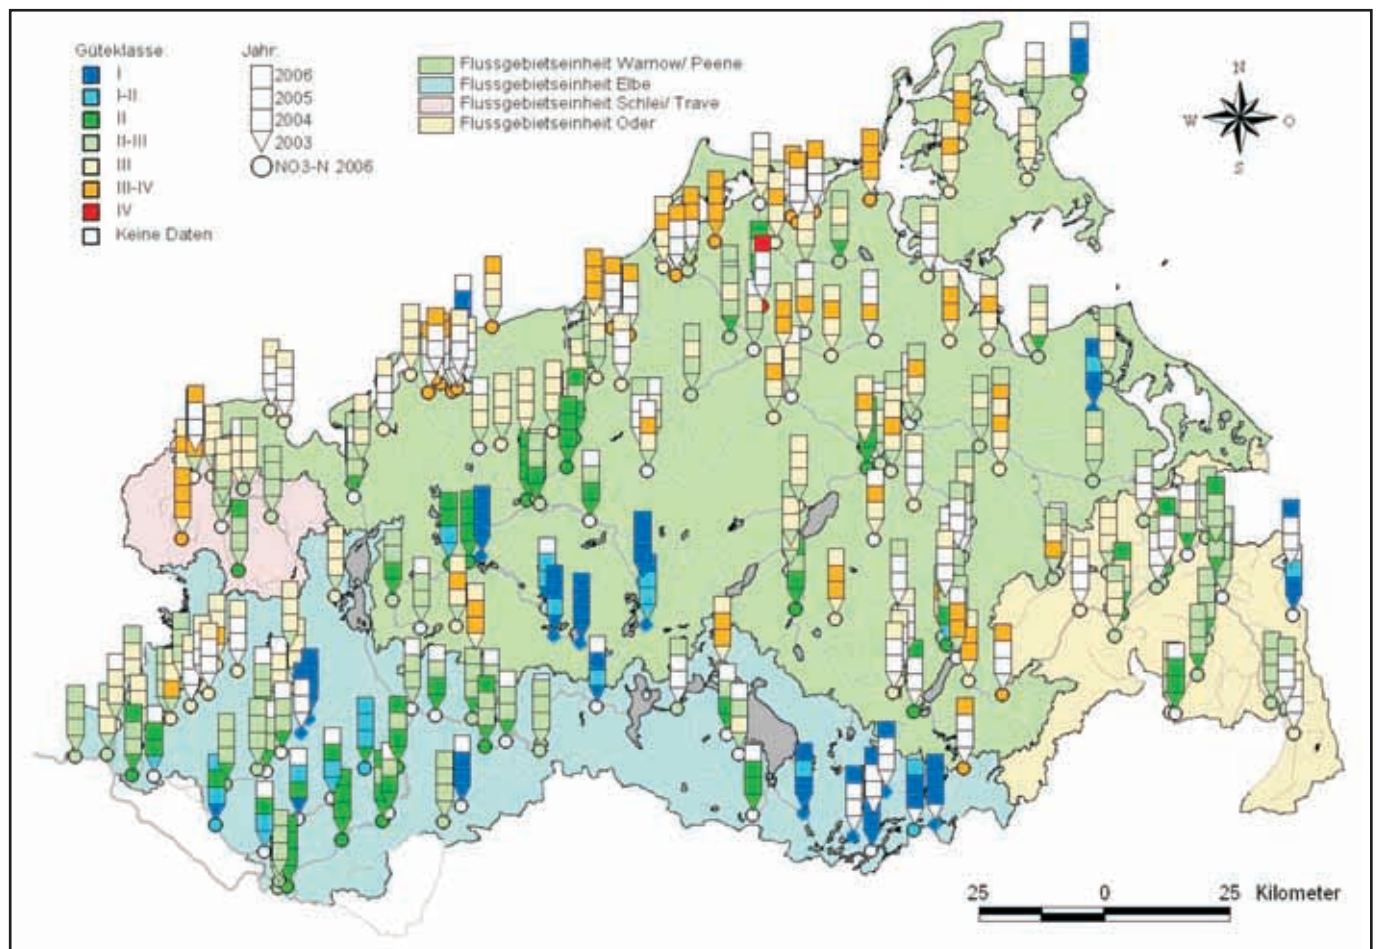 Güteklasse
I
I-II
II
II-III
III
III-IV
IV
Keine Daten
Jahr:
2006
2005
2004
2003
NO3-N 2006
Flussgebietseinheit Warnow/ Peene
Flussgebietseinheit Elbe
Flussgebietseinheit Schlei/ Trave
Flussgebietseinheit Oder
N
W O
S
25 0 25 Kilometer